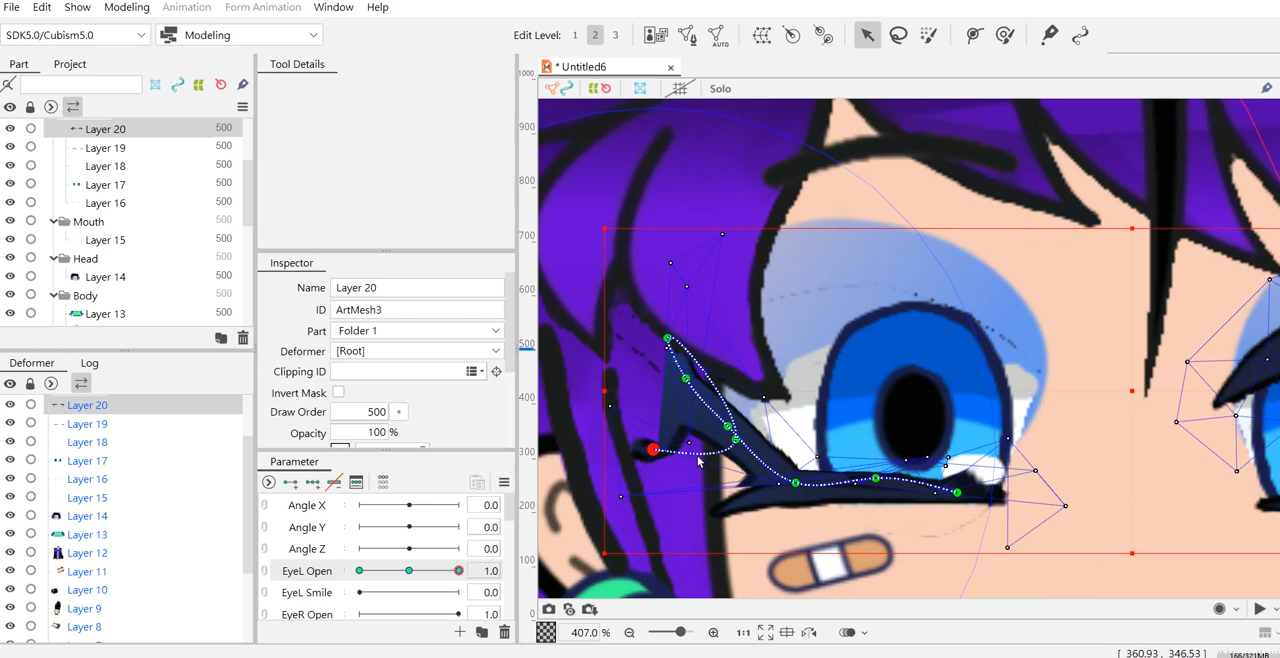 File Edit Show Modeling Animation Form Animation Window Help
SDK5.0/Cubism5.0 Modeling Edit Level: 1 2 3 AUTO
Part Project Tool Details * Untitled6
Solo
Layer 20 500
Layer 19 500
Layer 18 500
Layer 17 500
Layer 16 500
Mouth 500
Layer 15 500
Head 500
Layer 14 500
Body 500
Layer 13 500
Deformer Log
Layer 20
Layer 19
Layer 18
Layer 17
Layer 16
Layer 15
Layer 14
Layer 13
Layer 12
Layer 11
Layer 10
Layer 9
Layer 8
Inspector
Name Layer 20
ID ArtMesh3
Part Folder 1
Deformer [Root]
Clipping ID
Invert Mask
Draw Order 500
Opacity 100 %
Parameter
Angle X 0.0
Angle Y 0.0
Angle Z 0.0
EyeL Open 1.0
EyeL Smile 0.0
EyeR Open 1.0
1000
900
800
700
600
500
400
300
200
100
0
407.0 % 1:1
[ 360.93, 346.53] 166/321MB